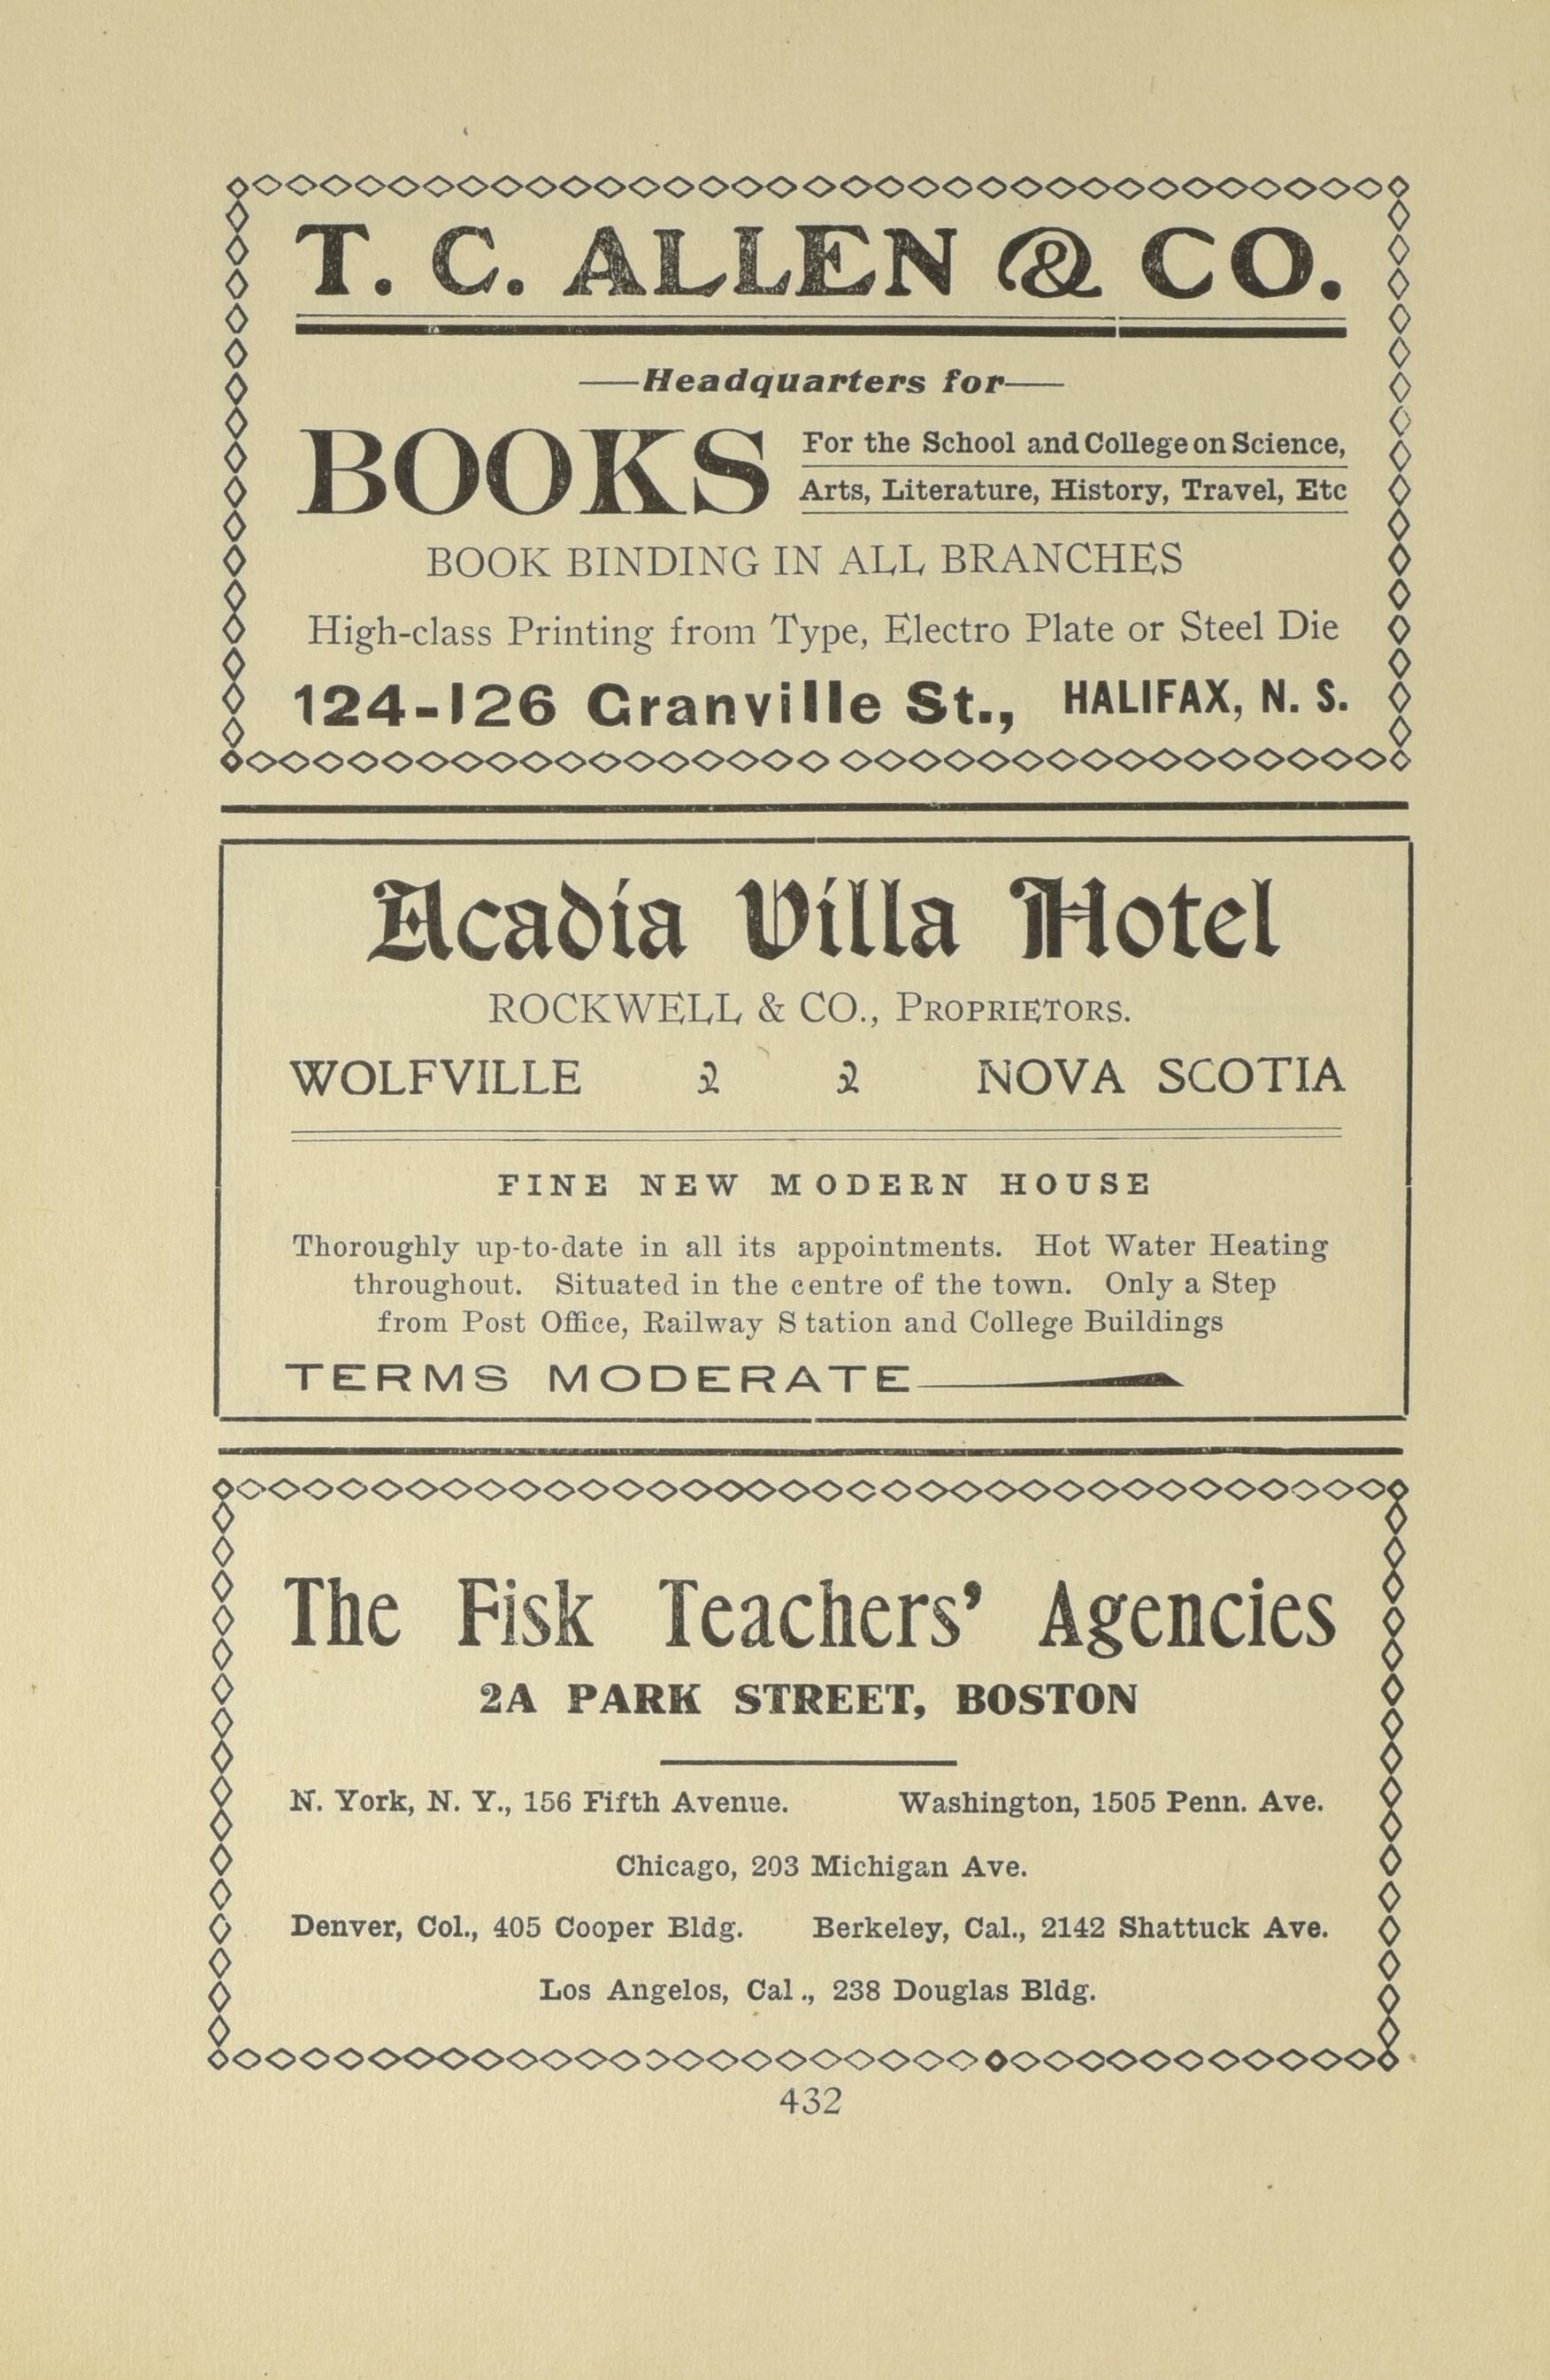 T. C. ALLEN & CO.
—Headquarters for—
BOOKS
For the School and College on Science,
Arts, Literature, History, Travel, Etc
BOOK BINDING IN ALL BRANCHES
High-class Printing from Type, Electro Plate or Steel Die
124-126 Granville St., HALIFAX, N. S.
Acadia Villa Hotel
ROCKWELL & CO., PROPRIETORS.
WOLFVILLE NOVA SCOTIA
FINE NEW MODERN HOUSE
Thoroughly up-to-date in all its appointments. Hot Water Heating
throughout. Situated in the centre of the town. Only a Step
from Post Office, Railway Station and College Buildings
TERMS MODERATE
The Fisk Teachers' Agencies
2A PARK STREET, BOSTON
N. York, N. Y., 156 Fifth Avenue. Washington, 1505 Penn. Ave.
Chicago, 203 Michigan Ave.
Denver, Col., 405 Cooper Bldg. Berkeley, Cal., 2142 Shattuck Ave.
Los Angelos, Cal., 238 Douglas Bldg.
432